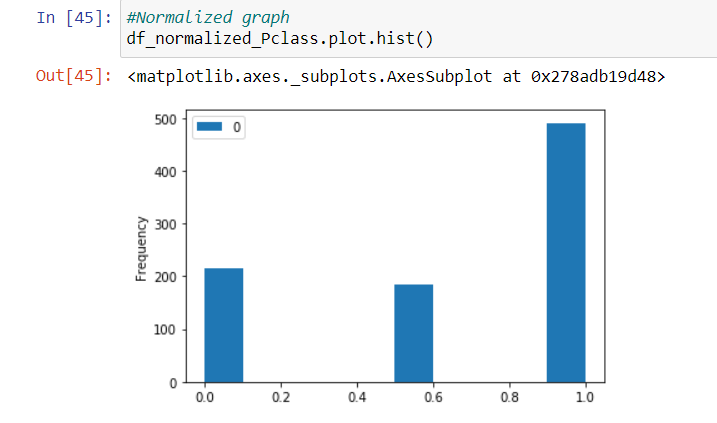 In [45]: #Normalized graph
df_normalized_Pclass.plot.hist()
Out[45]: <matplotlib.axes._subplots.AxesSubplot at 0x278adb19d48>
500
0
400
300
Frequency
200
100
0
0.0 0.2 0.4 0.6 0.8 1.0